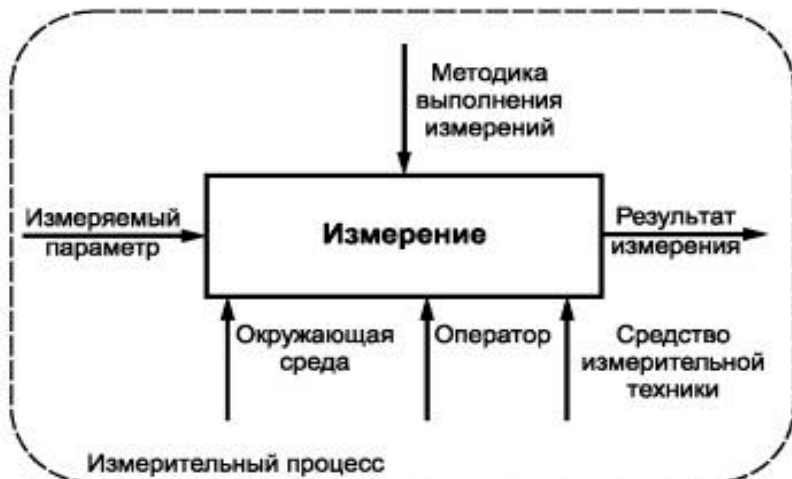 Методика
выполнения
измерений
Измеряемый
параметр
Измерение
Результат
измерения
Окружающая
среда
Оператор
Средство
измерительной
техники
Измерительный процесс